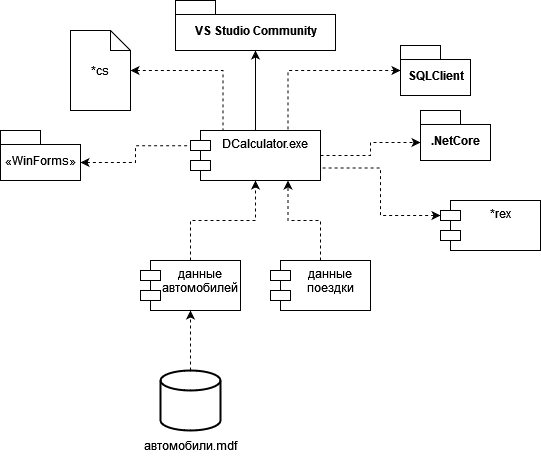 VS Studio Community
*cs
SQLClient
.NetCore
«WinForms»
DCalculator.exe
*rex
данные
автомобилей
данные
поездки
автомобили.mdf